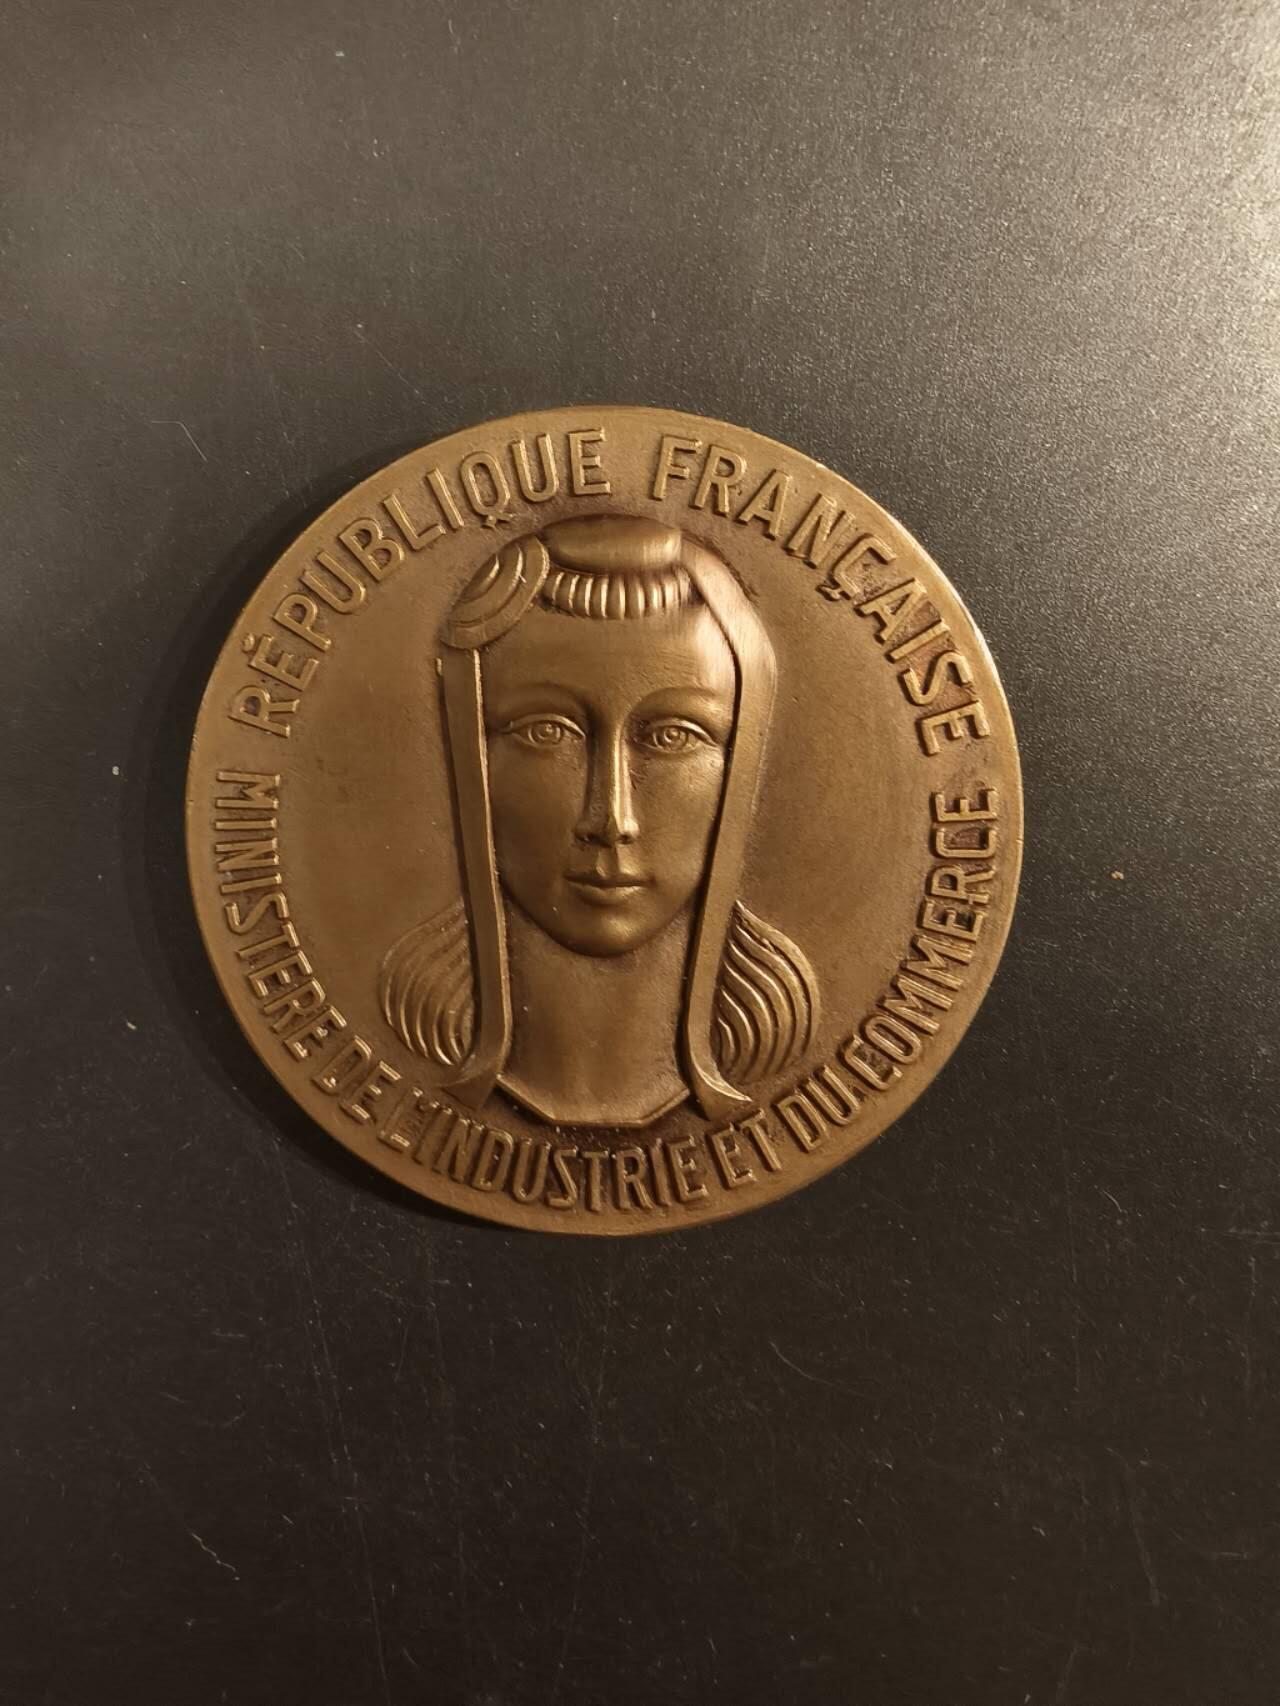 RÉPUBLIQUE FRANÇAISE
MINISTERE DE L'INDUSTRIE ET DU COMMERCE